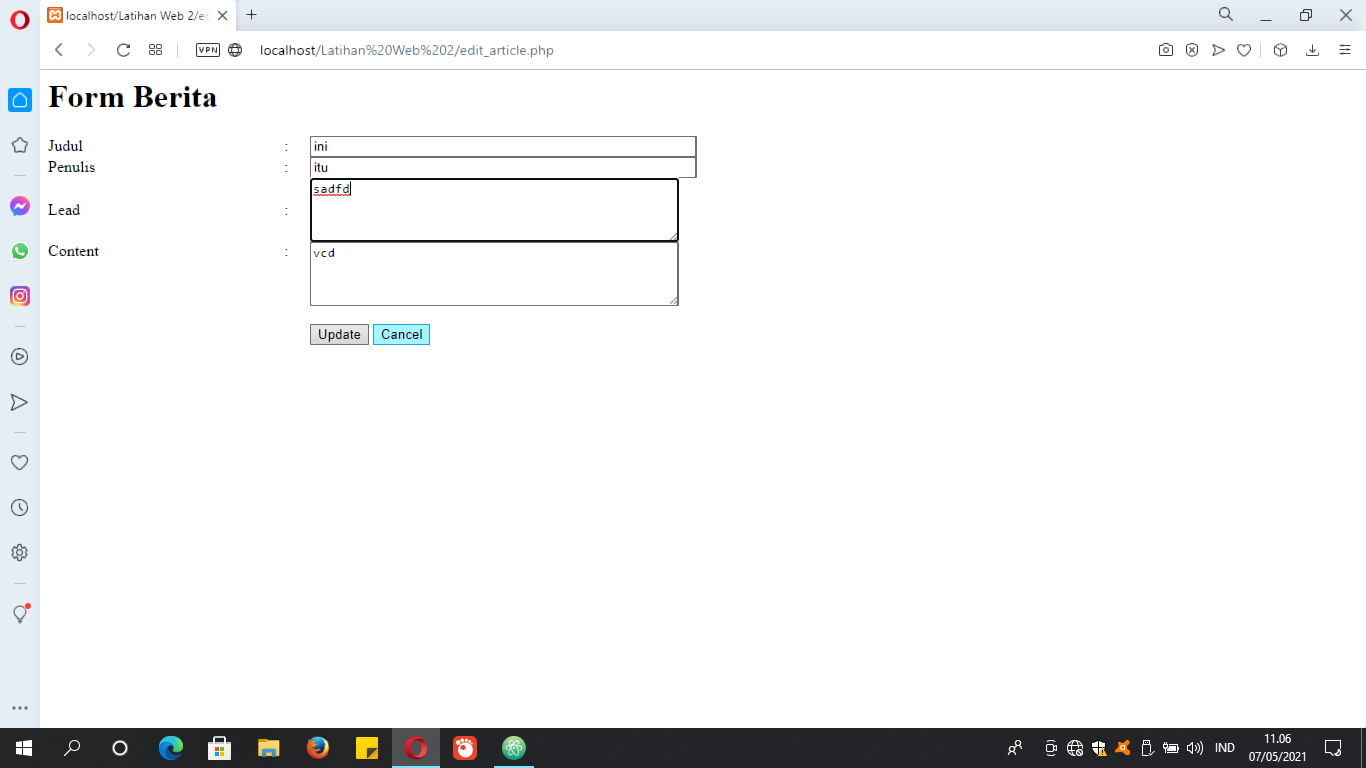 localhost/Latihan Web 2/ec
VPN localhost/Latihan%20Web%202/edit_article.php
Form Berita
Judul : ini
Penulis : itu
Lead : sadfd
Content : vcd
Update Cancel
IND 11.06
07/05/2021